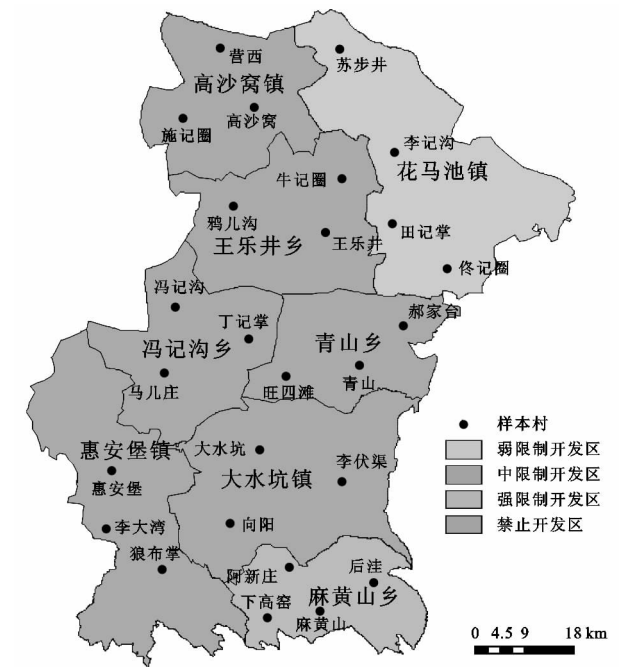 营西
苏步井
高沙窝镇
高沙窝
施记圈
李记沟
花马池镇
牛记圈
鸦儿沟
田记掌
王乐井乡
王乐井
佟记圈
冯记沟
郝家台
丁记掌
冯记沟乡
青山乡
马儿庄
旺四滩
青山
样本村
弱限制开发区
中限制开发区
强限制开发区
禁止开发区
惠安堡镇
大水坑
李伏渠
惠安堡
大水坑镇
李大湾
向阳
狼布掌
阿新庄
后洼
下高窑
麻黄山乡
麻黄山
0 4.5 9 18 km